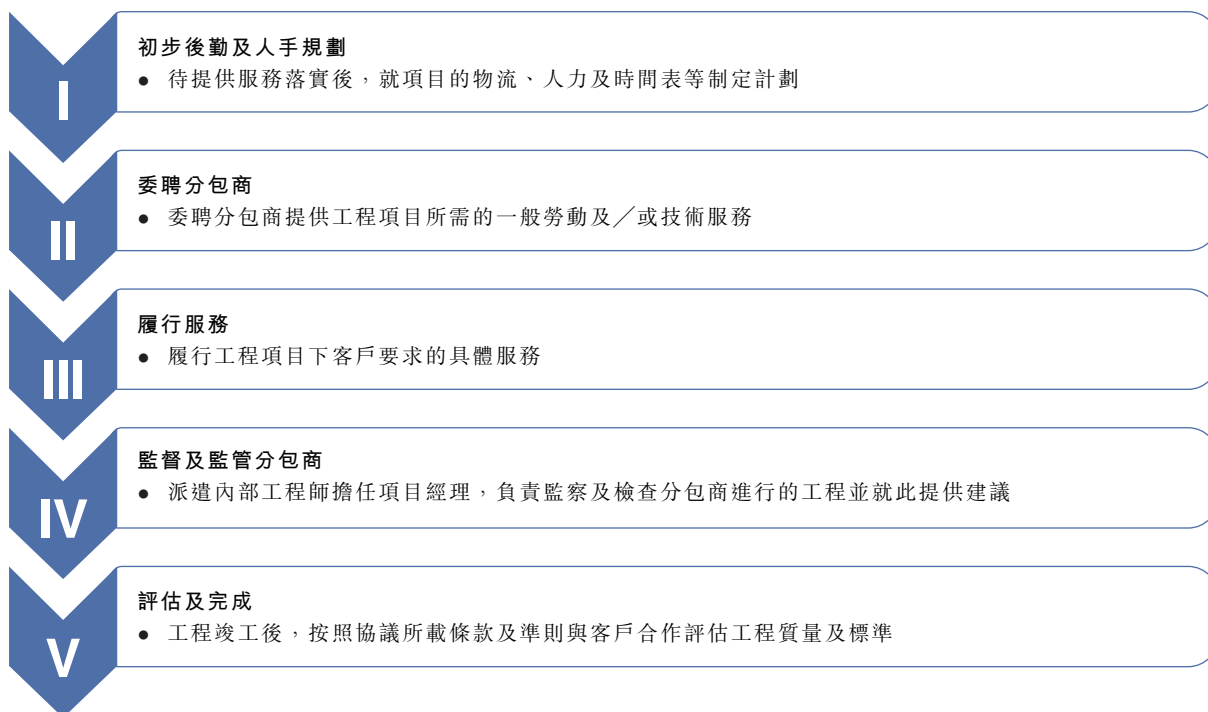 I
初步後勤及人手規劃
● 待提供服務落實後，就項目的物流、人力及時間表等制定計劃
II
委聘分包商
● 委聘分包商提供工程項目所需的一般勞動及／或技術服務
III
履行服務
● 履行工程項目下客戶要求的具體服務
IV
監督及監管分包商
● 派遣內部工程師擔任項目經理，負責監察及檢查分包商進行的工程並就此提供建議
V
評估及完成
● 工程竣工後，按照協議所載條款及準則與客戶合作評估工程質量及標準